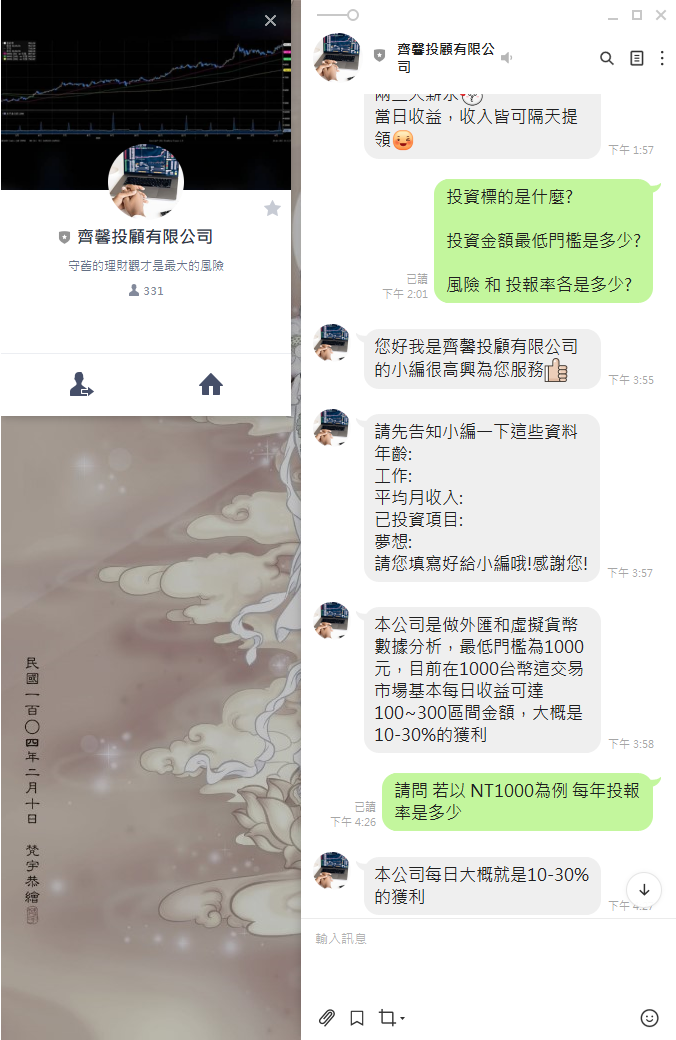 齊馨投顧有限公司
守舊的理財觀才是最大的風險
331
民國一百〇四年二月十日 梵宇恭繪
齊馨投顧有限公
司
兩三天薪水
當日收益，收入皆可隔天提
領
下午 1:57
投資標的是什麼?
投資金額最低門檻是多少?
風險 和 投報率各是多少?
已讀
下午 2:01
您好我是齊馨投顧有限公司
的小編很高興為您服務
下午 3:55
請先告知小編一下這些資料
年齡:
工作:
平均月收入:
已投資項目:
夢想:
請您填寫好給小編哦!感謝您!
下午 3:57
本公司是做外匯和虛擬貨幣
數據分析，最低門檻為1000
元，目前在1000台幣這交易
市場基本每日收益可達
100~300區間金額，大概是
10-30%的獲利
下午 3:58
請問 若以 NT1000為例 每年投報
率是多少
已讀
下午 4:26
本公司每日大概就是10-30%
的獲利
下午 4:27
輸入訊息